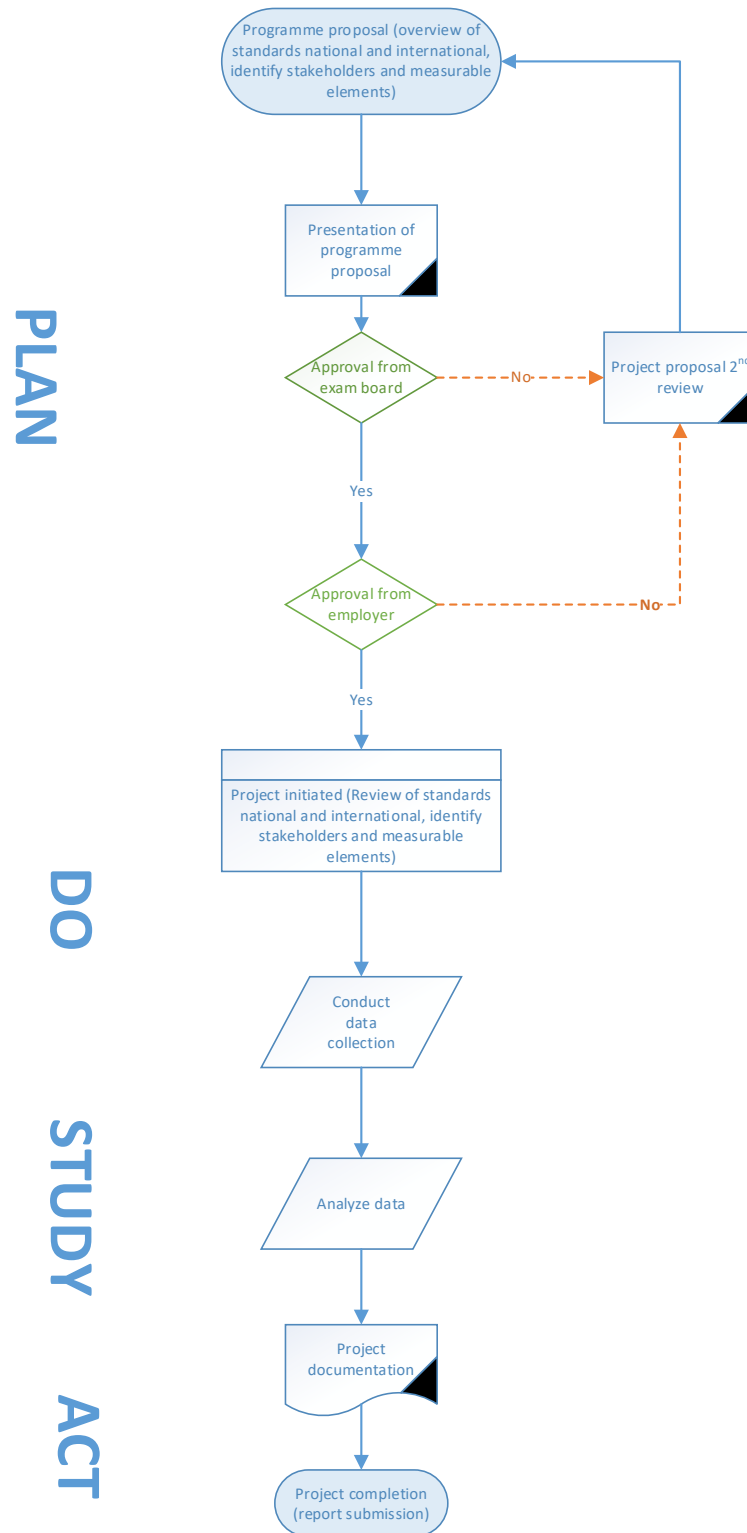 Programme proposal (overview of
standards national and international,
identify stakeholders and measurable
elements)
Presentation of
programme
proposal
PLAN
Approval from
exam board
No
Project proposal 2nd
review
Yes
Approval from
employer
No
Yes
Project initiated (Review of standards
national and international, identify
stakeholders and measurable
elements)
DO
Conduct
data
collection
STUDY
Analyze data
Project
documentation
ACT
Project completion
(report submission)